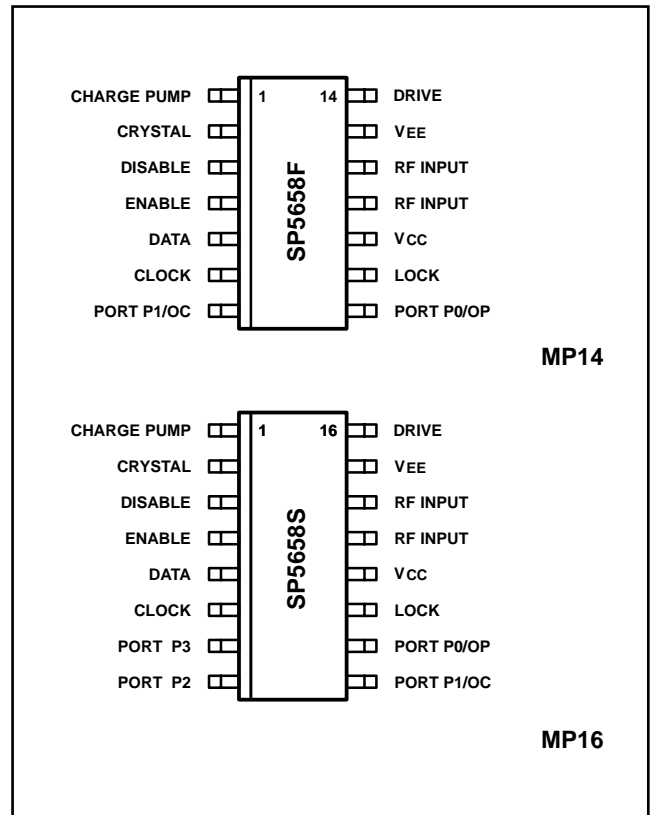 CHARGE PUMP 1 14 DRIVE
CRYSTAL VEE
DISABLE RF INPUT
ENABLE RF INPUT
DATA VCC
CLOCK LOCK
PORT P1/OC PORT P0/OP
SP5658F
MP14
CHARGE PUMP 1 16 DRIVE
CRYSTAL VEE
DISABLE RF INPUT
ENABLE RF INPUT
DATA VCC
CLOCK LOCK
PORT P3 PORT P0/OP
PORT P2 PORT P1/OC
SP5658S
MP16